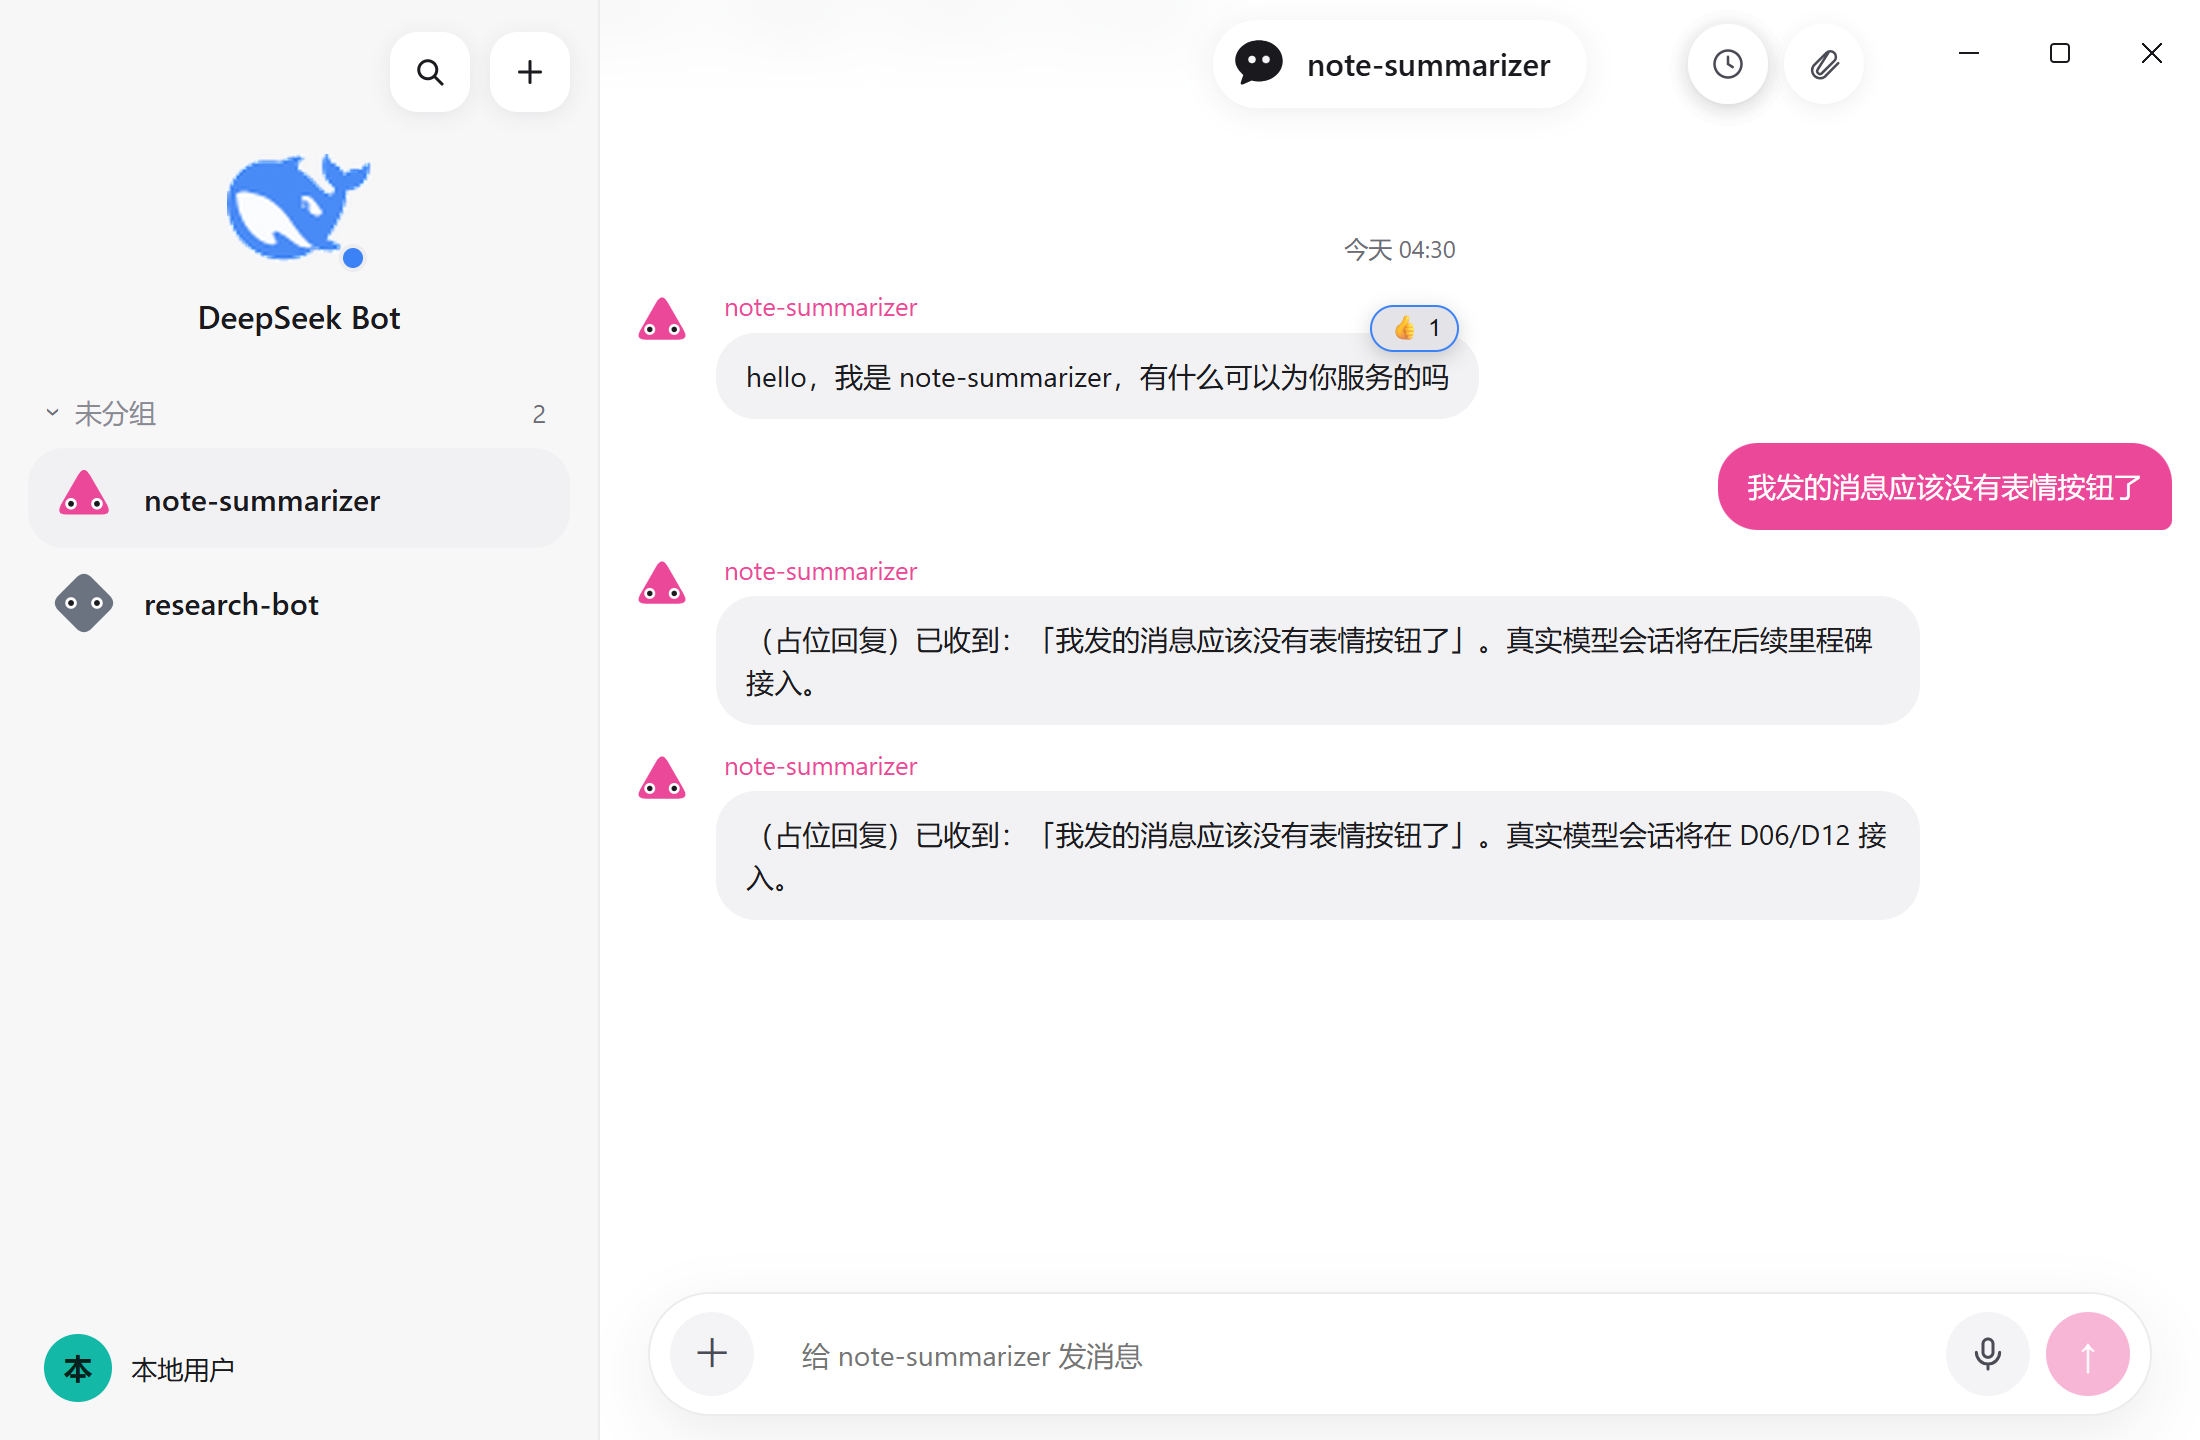 DeepSeek Bot
未分组 2
note-summarizer
research-bot
本 本地用户
note-summarizer
今天 04:30
note-summarizer
👍 1
hello，我是 note-summarizer，有什么可以为你服务的吗
我发的消息应该没有表情按钮了
note-summarizer
（占位回复）已收到：「我发的消息应该没有表情按钮了」。真实模型会话将在后续里程碑
接入。
note-summarizer
（占位回复）已收到：「我发的消息应该没有表情按钮了」。真实模型会话将在 D06/D12 接
入。
给 note-summarizer 发消息